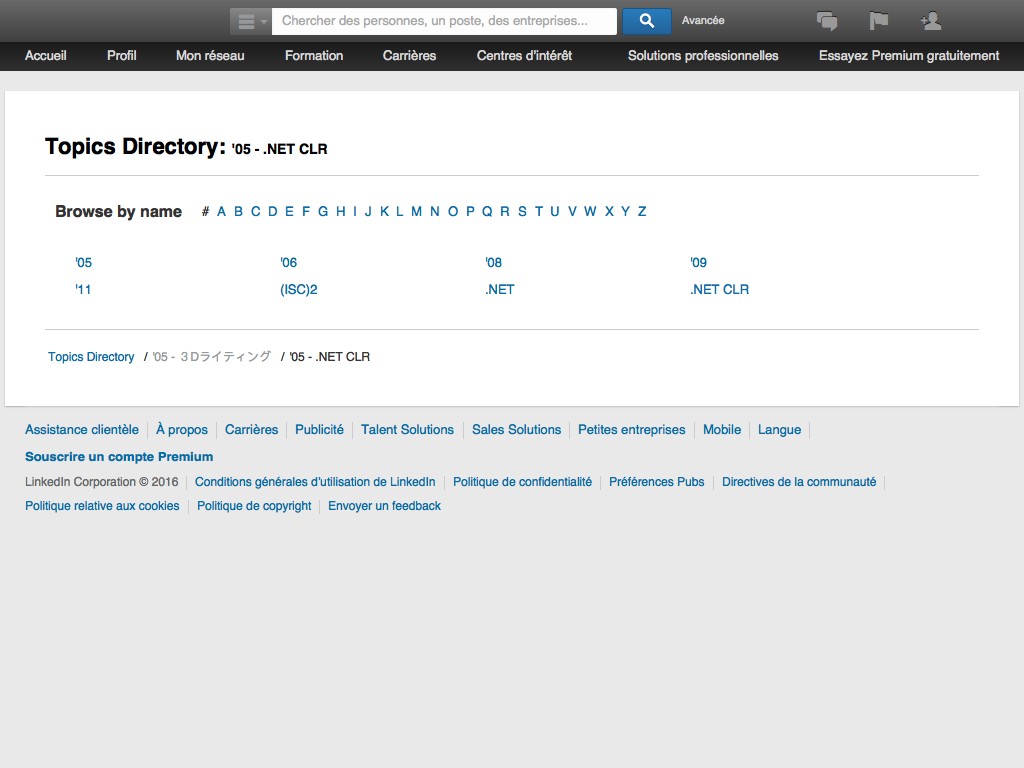 Chercher des personnes, un poste, des entreprises... Avancée
Accueil Profil Mon réseau Formation Carrières Centres d'intérêt Solutions professionnelles Essayez Premium gratuitement
Topics Directory: '05 - .NET CLR
Browse by name # A B C D E F G H I J K L M N O P Q R S T U V W X Y Z
'05 '06 '08 '09
'11 (ISC)2 .NET .NET CLR
Topics Directory / '05 - ３Dライティング / '05 - .NET CLR
Assistance clientèle À propos Carrières Publicité Talent Solutions Sales Solutions Petites entreprises Mobile Langue
Souscrire un compte Premium
LinkedIn Corporation © 2016 Conditions générales d'utilisation de LinkedIn Politique de confidentialité Préférences Pubs Directives de la communauté
Politique relative aux cookies Politique de copyright Envoyer un feedback